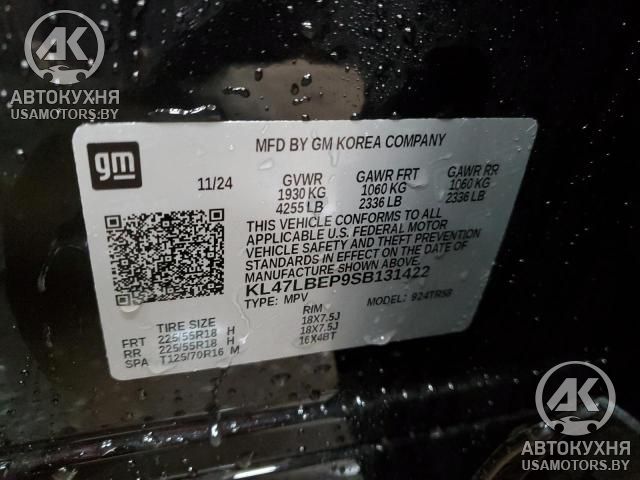 АК
АВТОКУХНЯ
USAMOTORS.BY
gm
MFD BY GM KOREA COMPANY
11/24
GVWR
1930 KG
4255 LB
GAWR FRT
1060 KG
2336 LB
GAWR RR
1060 KG
2336 LB
THIS VEHICLE CONFORMS TO ALL
APPLICABLE U.S. FEDERAL MOTOR
VEHICLE SAFETY AND THEFT PREVENTION
STANDARDS IN EFFECT ON THE DATE OF
MANUFACTURE SHOWN ABOVE.
KL47LBEP9SB131422
TYPE: MPV
MODEL: 924TR58
TIRE SIZE
RIM
FRT 225/55R18 H 18X7.5J
RR 225/55R18 H 18X7.5J
SPA T125/70R16 M 16X4BT
АК
АВТОКУХНЯ
USAMOTORS.BY